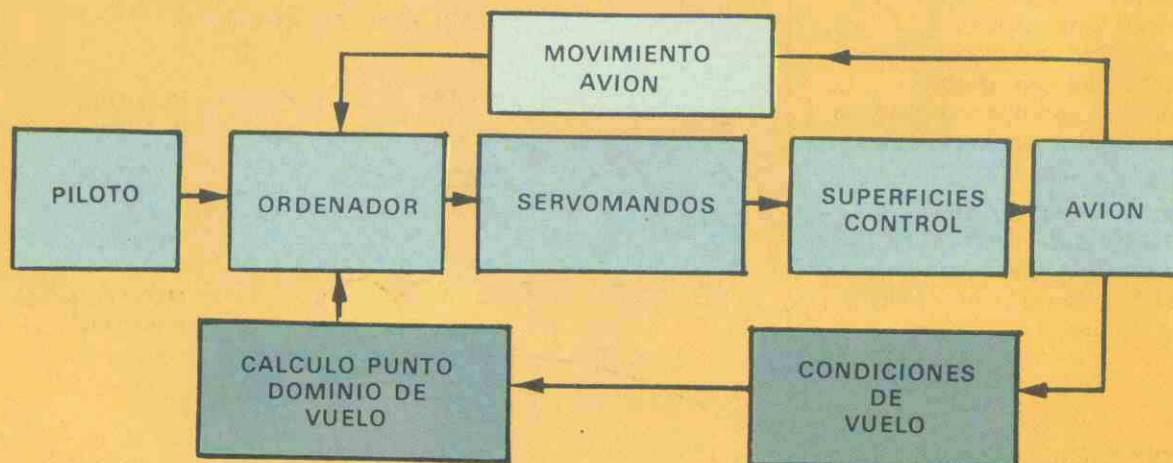 MOVIMIENTO
AVION
PILOTO
ORDENADOR
SERVOMANDOS
SUPERFICIES
CONTROL
AVION
CALCULO PUNTO
DOMINIO DE
VUELO
CONDICIONES
DE
VUELO